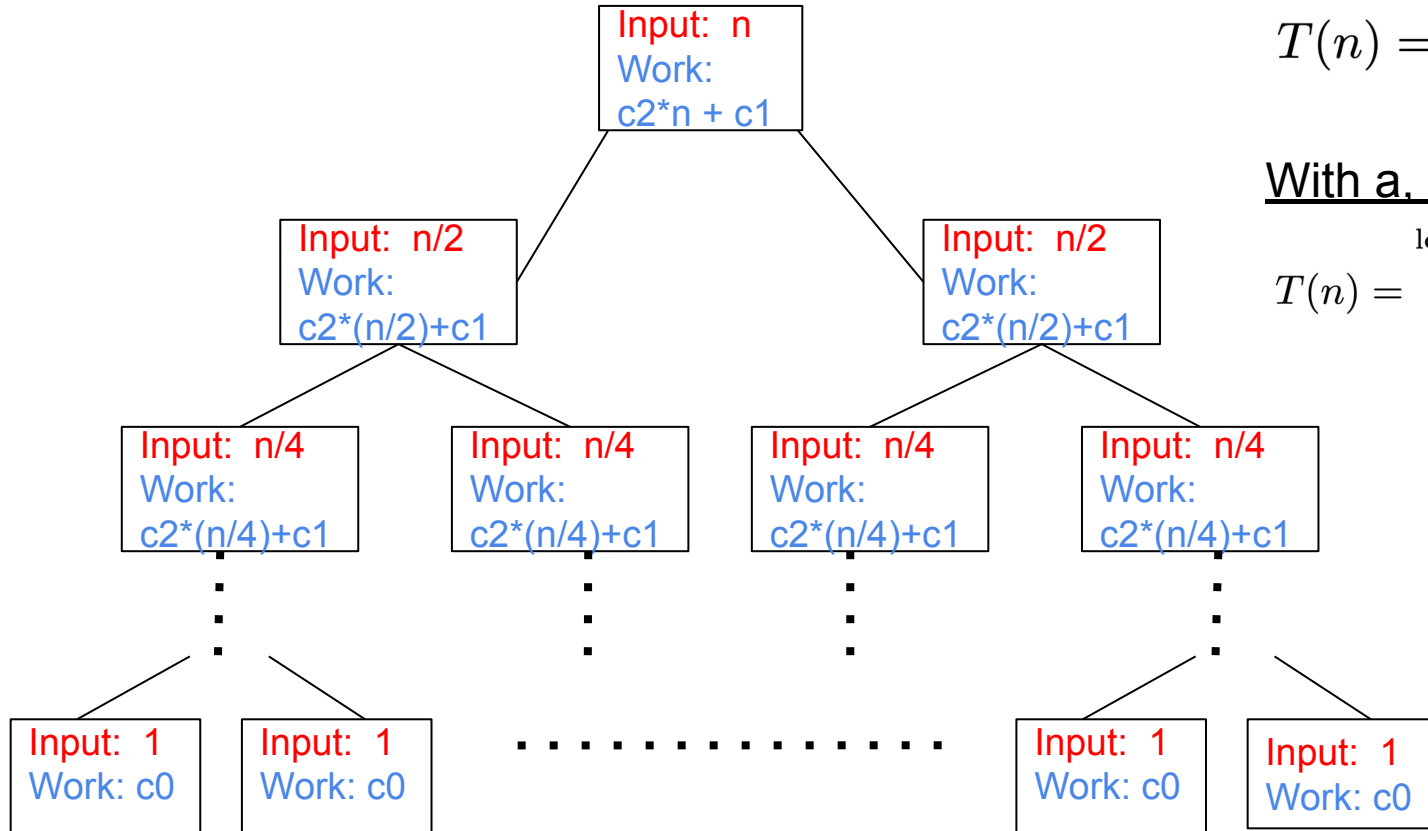 Input: n
Work:
c2*n + c1
T(n) =
With a,
Input: n/2
Work:
c2*(n/2)+c1
Input: n/2
Work:
c2*(n/2)+c1
T(n) =
Input: n/4
Work:
c2*(n/4)+c1
Input: n/4
Work:
c2*(n/4)+c1
Input: n/4
Work:
c2*(n/4)+c1
Input: n/4
Work:
c2*(n/4)+c1
Input: 1
Work: c0
Input: 1
Work: c0
Input: 1
Work: c0
Input: 1
Work: c0